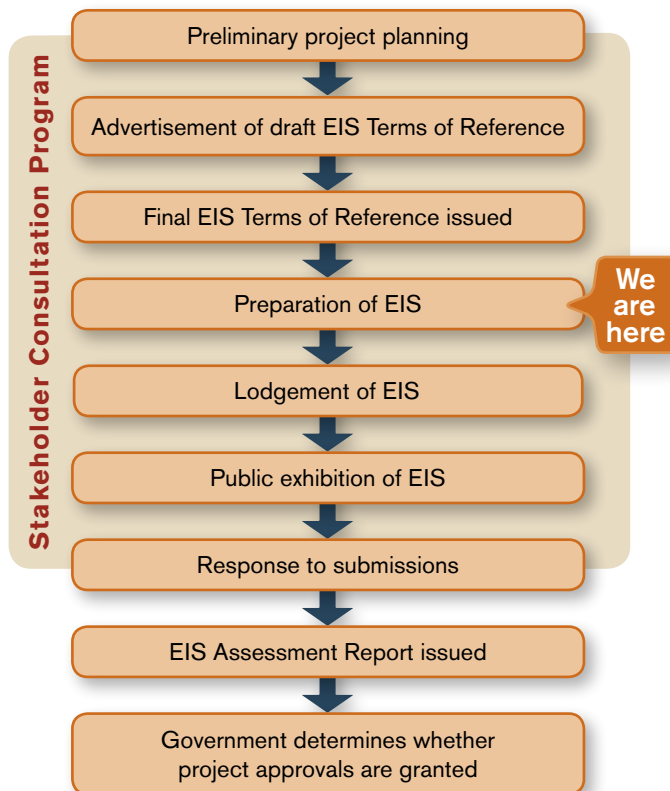 Stakeholder Consultation Program
Preliminary project planning
Advertisement of draft EIS Terms of Reference
Final EIS Terms of Reference issued
Preparation of EIS
We
are
here
Lodgement of EIS
Public exhibition of EIS
Response to submissions
EIS Assessment Report issued
Government determines whether
project approvals are granted